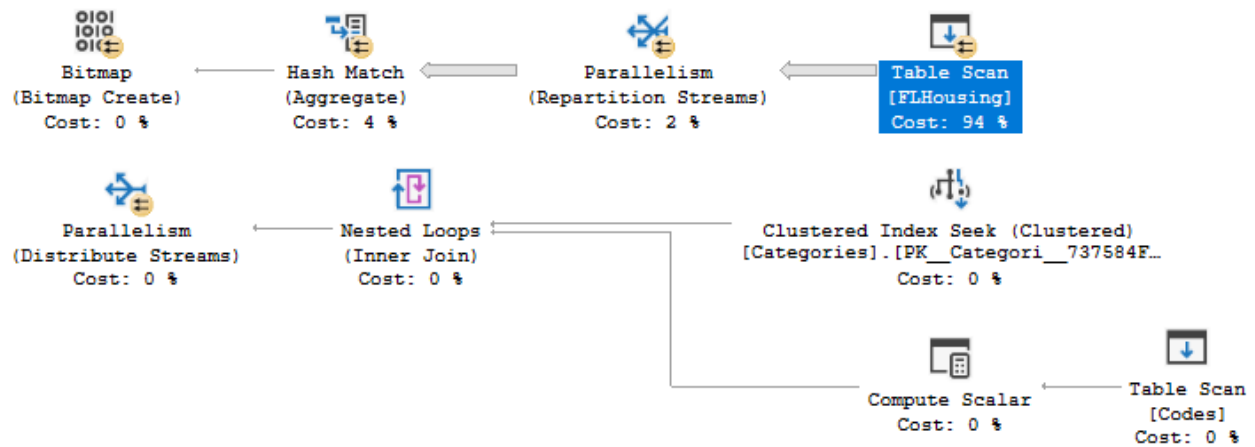 Bitmap
(Bitmap Create)
Cost: 0 %
Hash Match
(Aggregate)
Cost: 4 %
Parallelism
(Repartition Streams)
Cost: 2 %
Table Scan
[FLHousing]
Cost: 94 %
Parallelism
(Distribute Streams)
Cost: 0 %
Nested Loops
(Inner Join)
Cost: 0 %
Clustered Index Seek (Clustered)
[Categories].[PK__Categori__737584F…
Cost: 0 %
Compute Scalar
Cost: 0 %
Table Scan
[Codes]
Cost: 0 %